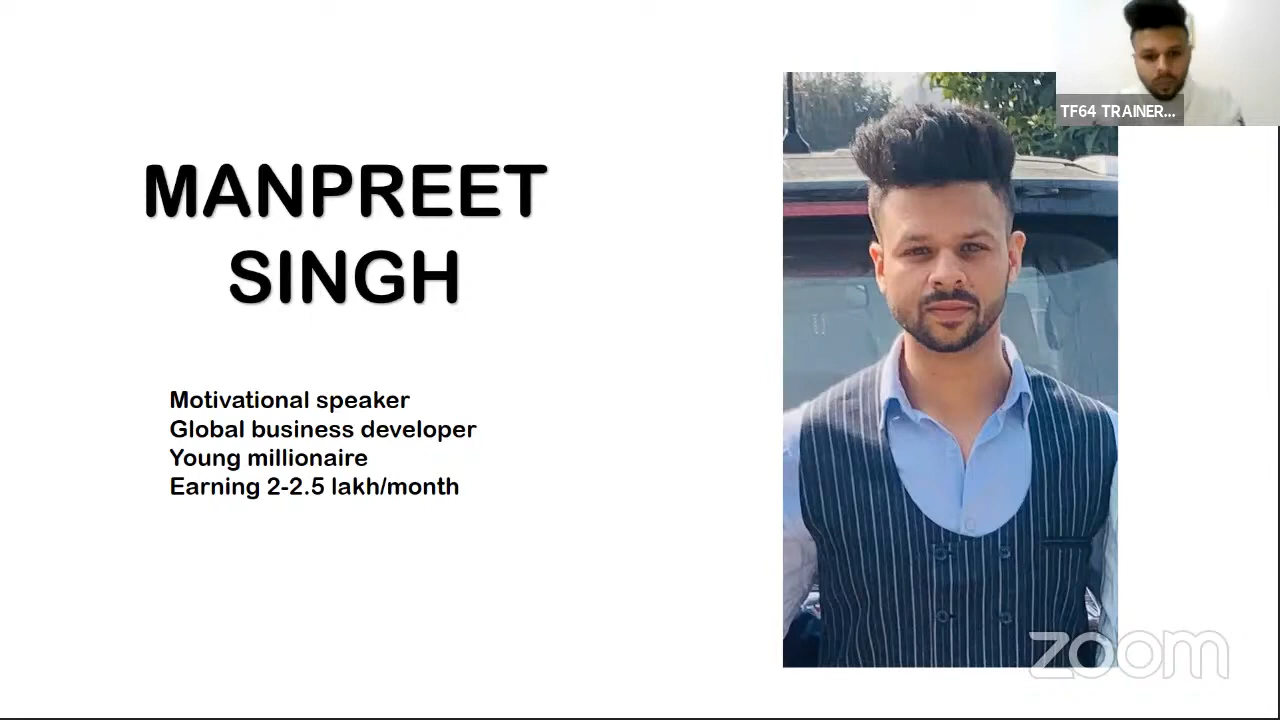 TF64 TRAINER...
MANPREET
SINGH
Motivational speaker
Global business developer
Young millionaire
Earning 2-2.5 lakh/month
zoom